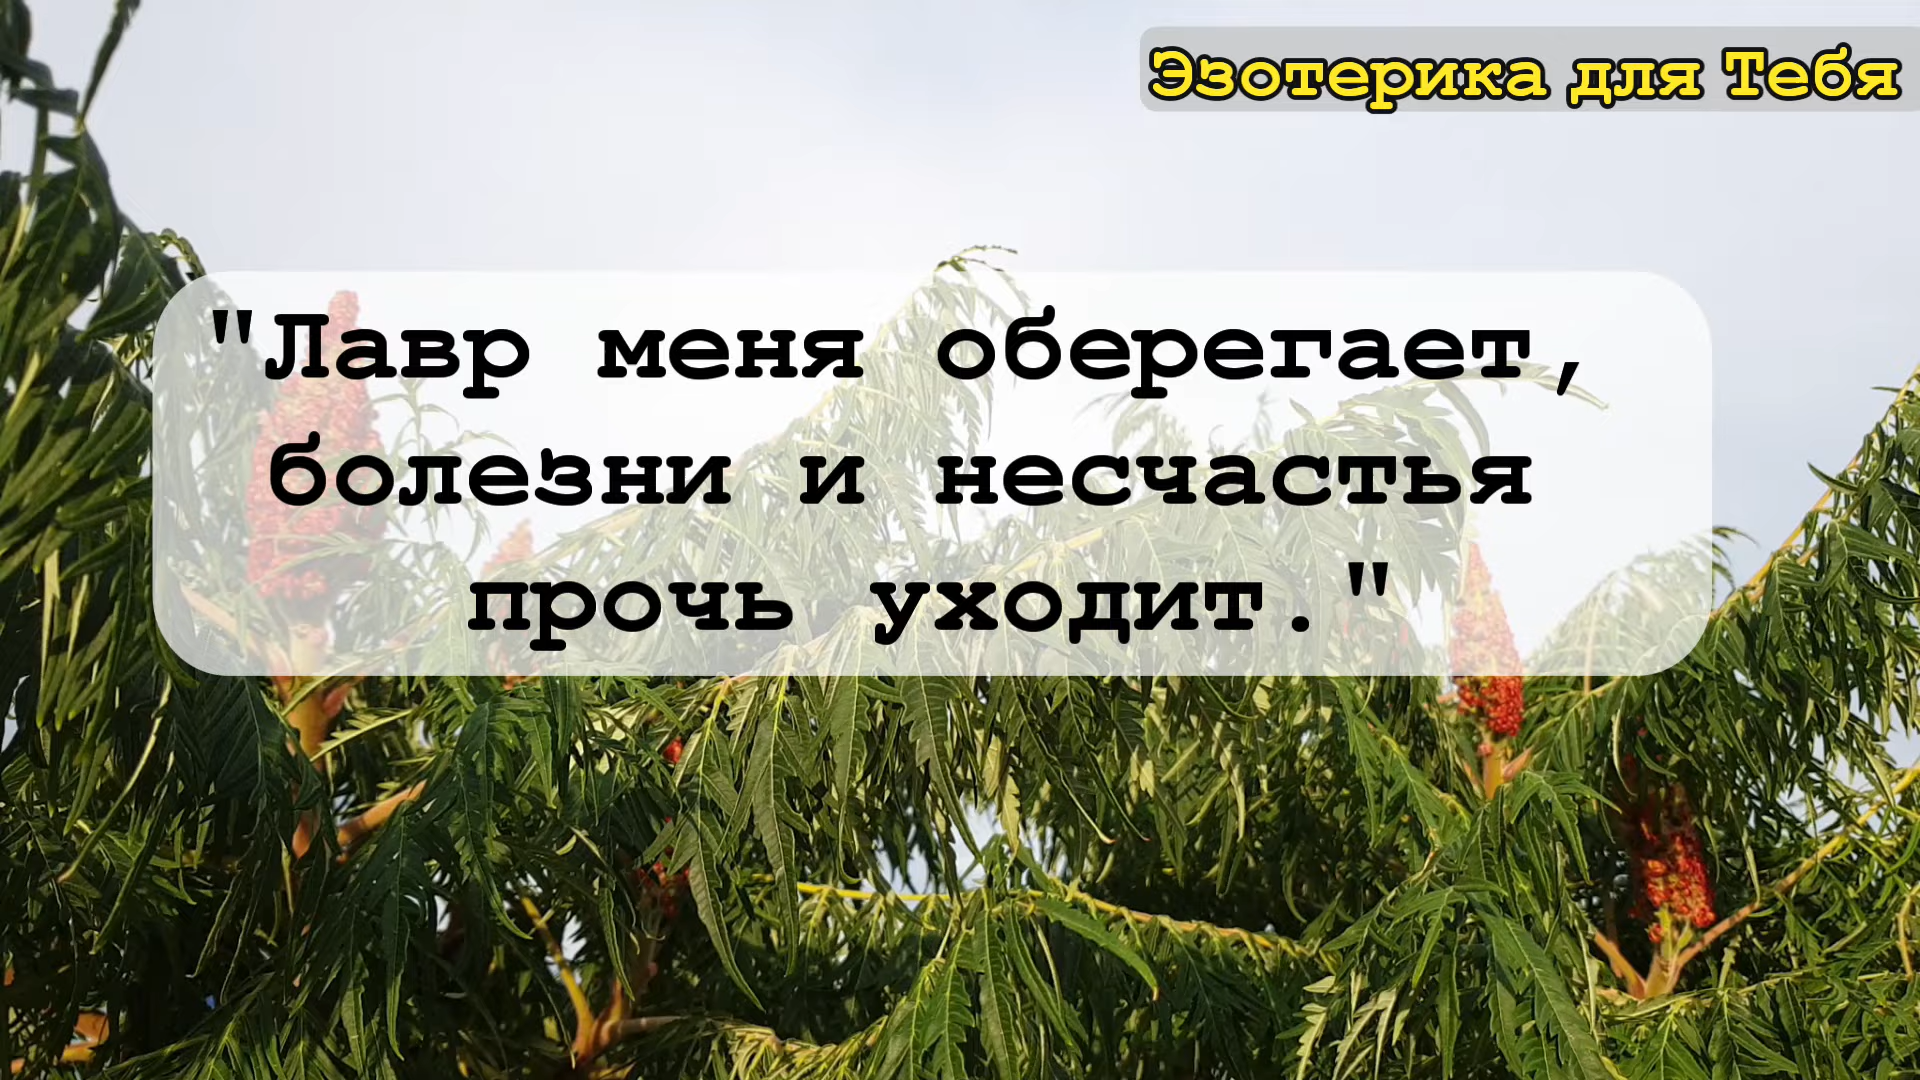 Эзотерика для Тебя
"Лавр меня оберегает,
болезни и несчастья
прочь уходит."